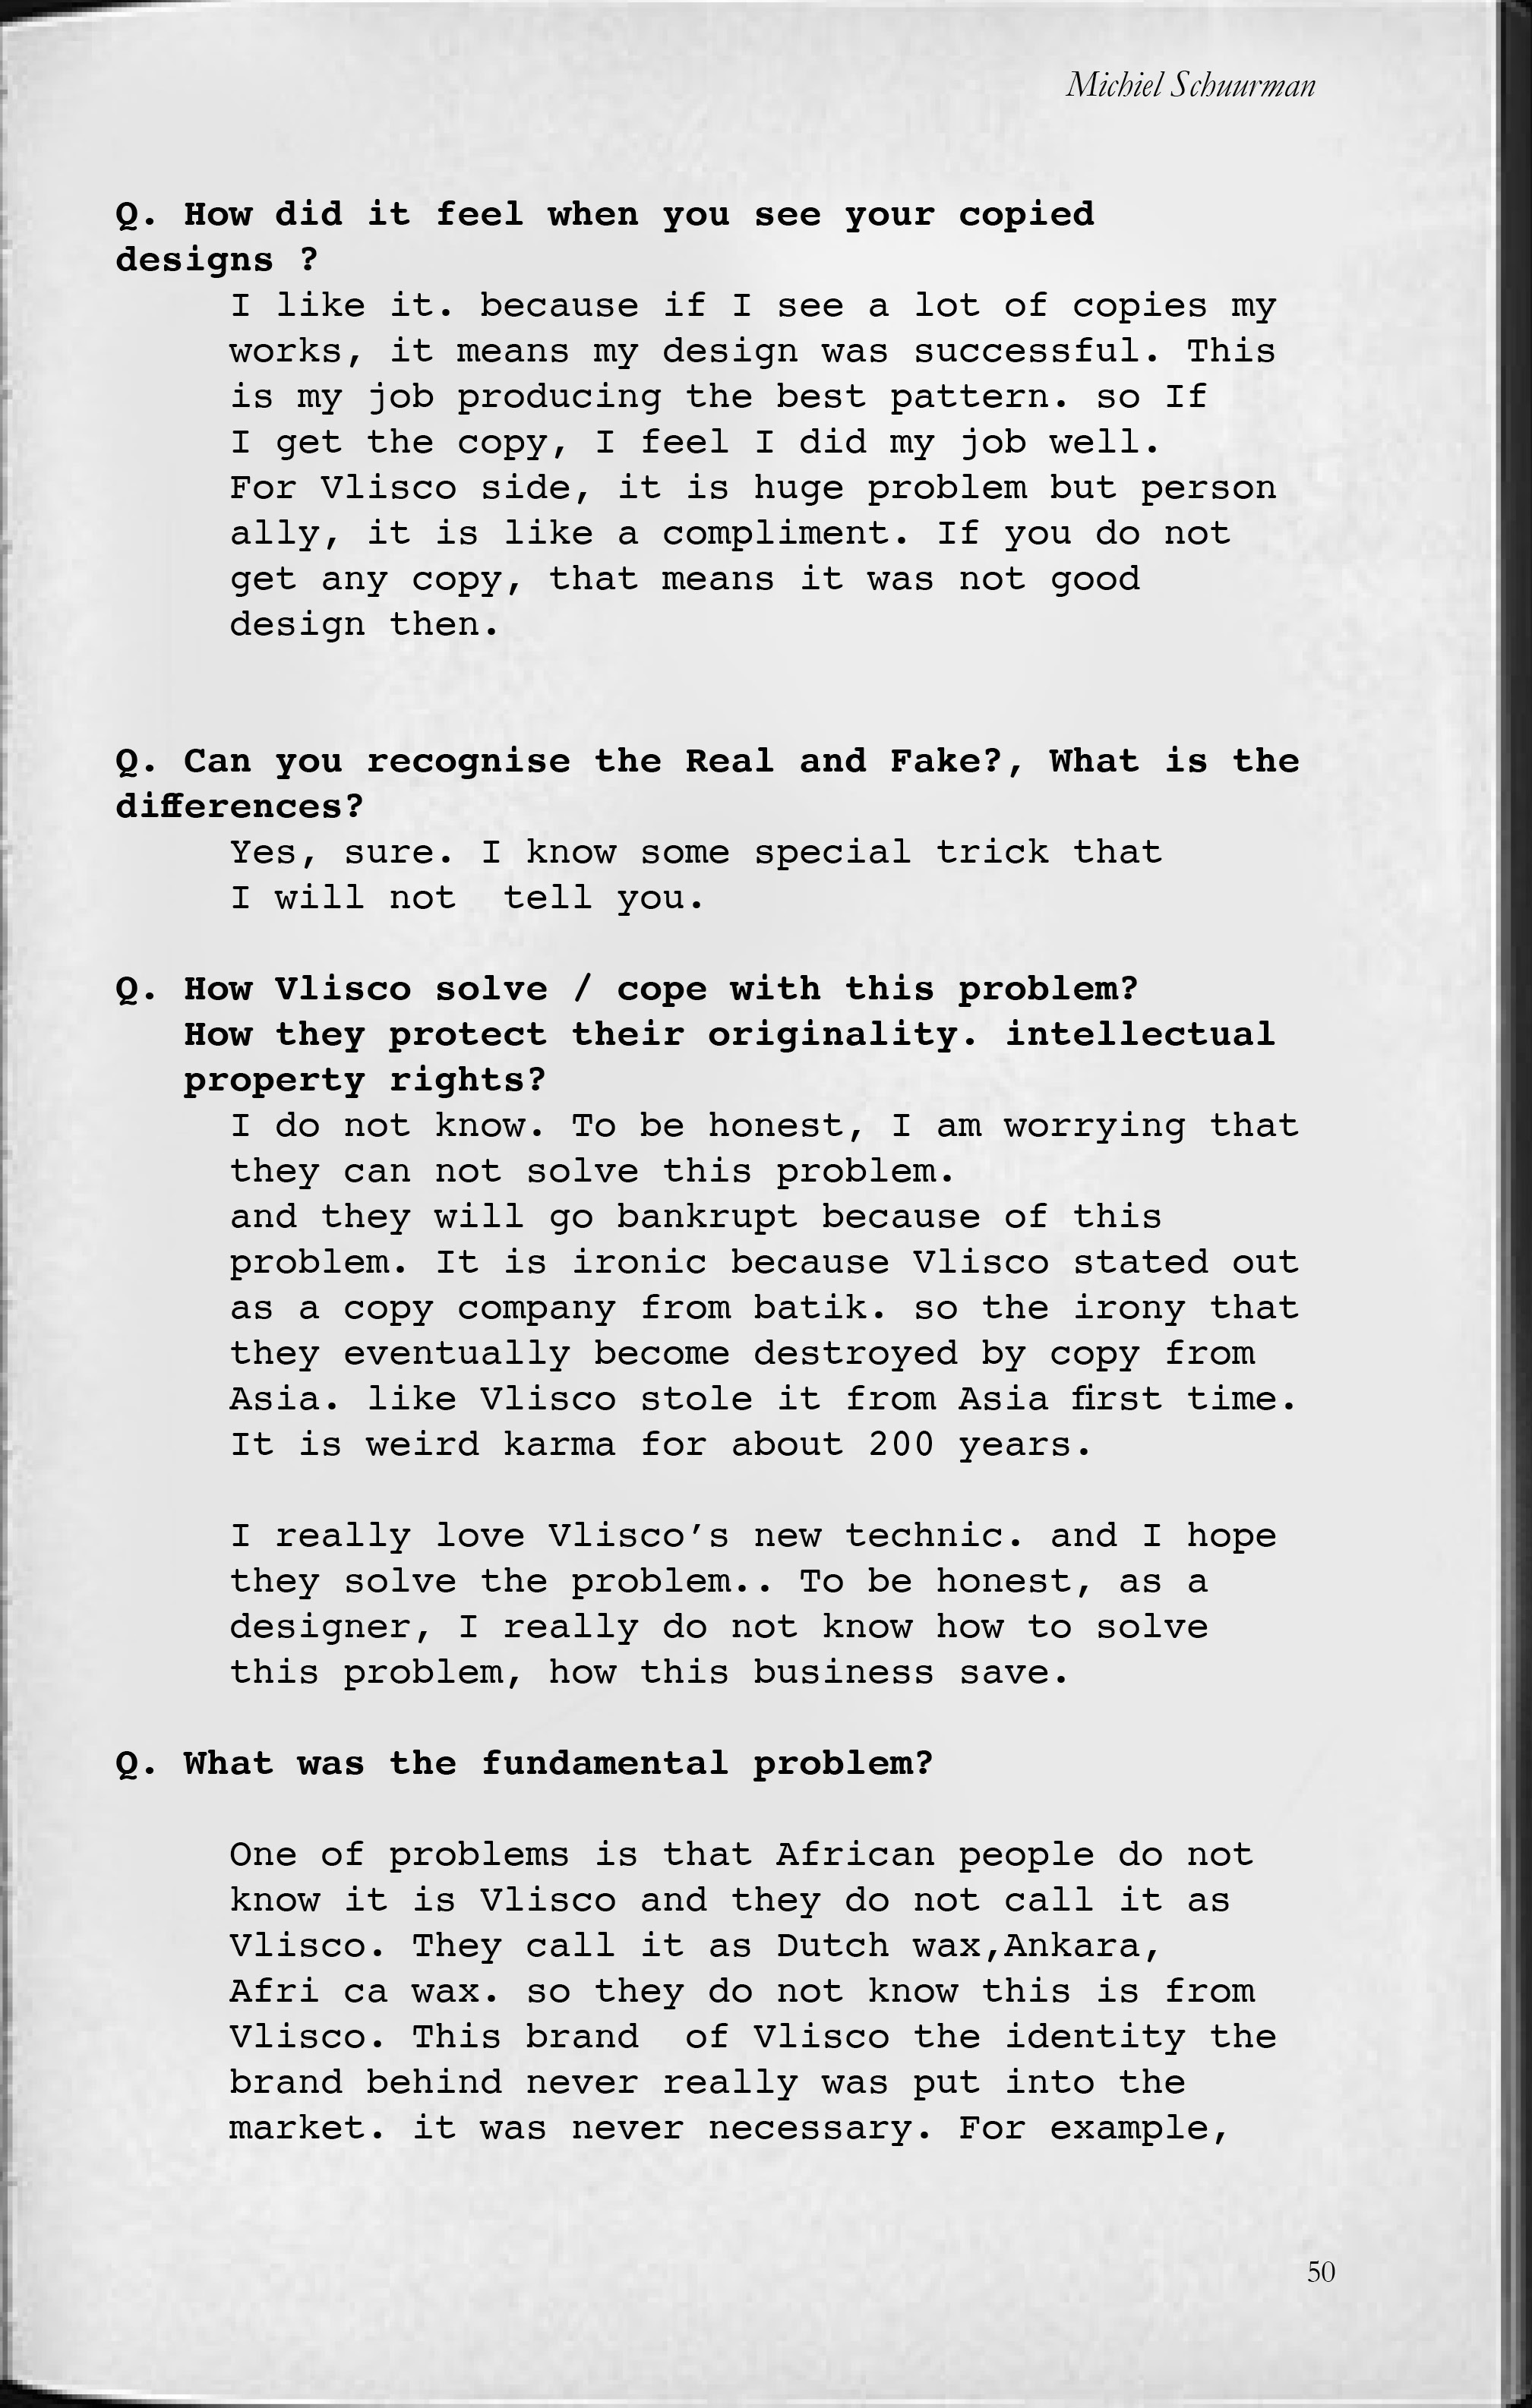 Michiel Schuurman
Q. How did it feel when you see your copied
designs ?
I like it. because if I see a lot of copies my
works, it means my design was successful. This
is my job producing the best pattern. so If
I get the copy, I feel I did my job well.
For Vlisco side, it is huge problem but person
ally, it is like a compliment. If you do not
get any copy, that means it was not good
design then.
Q. Can you recognise the Real and Fake?, What is the
differences?
Yes, sure. I know some special trick that
I will not  tell you.
Q. How Vlisco solve / cope with this problem?
How they protect their originality. intellectual
property rights?
I do not know. To be honest, I am worrying that
they can not solve this problem.
and they will go bankrupt because of this
problem. It is ironic because Vlisco stated out
as a copy company from batik. so the irony that
they eventually become destroyed by copy from
Asia. like Vlisco stole it from Asia first time.
It is weird karma for about 200 years.
I really love Vlisco’s new technic. and I hope
they solve the problem.. To be honest, as a
designer, I really do not know how to solve
this problem, how this business save.
Q. What was the fundamental problem?
One of problems is that African people do not
know it is Vlisco and they do not call it as
Vlisco. They call it as Dutch wax,Ankara,
Afri ca wax. so they do not know this is from
Vlisco. This brand  of Vlisco the identity the
brand behind never really was put into the
market. it was never necessary. For example,
50